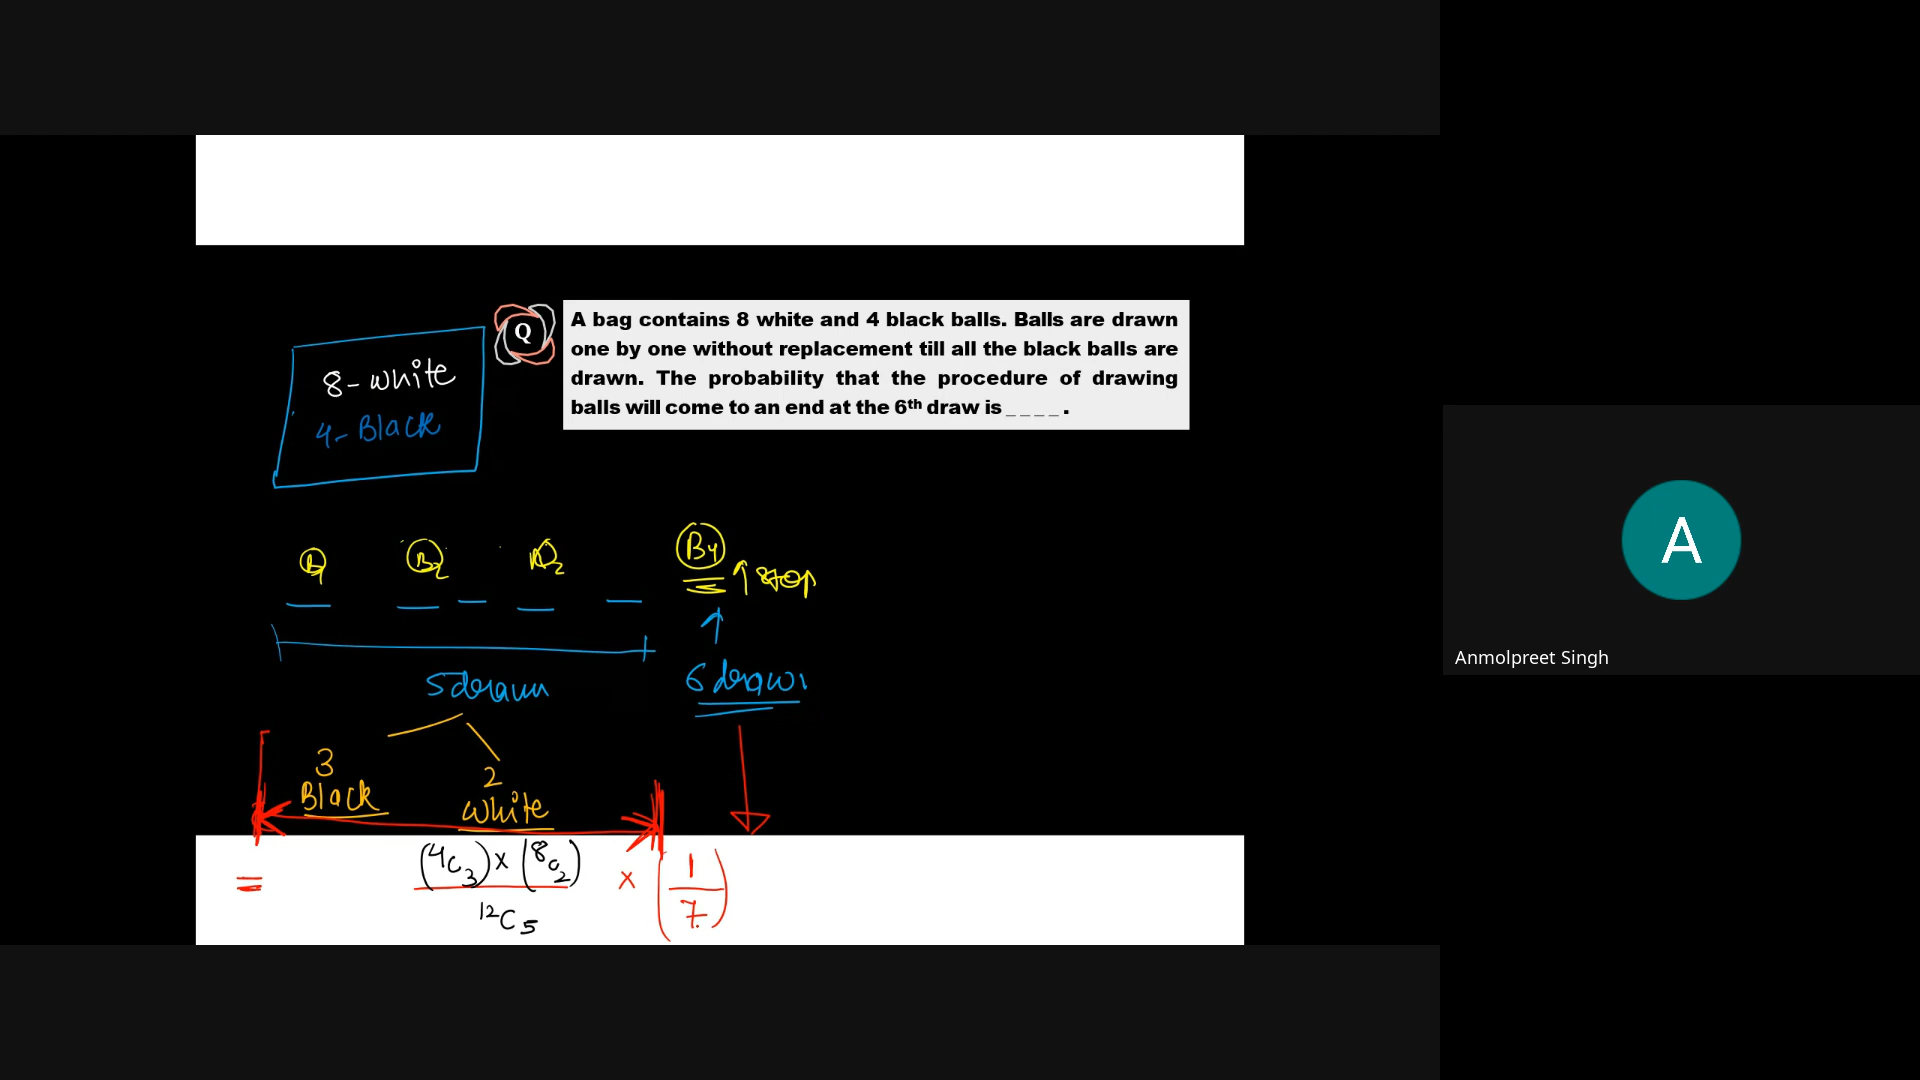 Q
A bag contains 8 white and 4 black balls. Balls are drawn
one by one without replacement till all the black balls are
drawn. The probability that the procedure of drawing
balls will come to an end at the 6th draw is _ _ _ _ .
8- White
4- Black
B2
B4
↑ stop
↑
5 drawn
6 drawn
3
Black
2
White
= (4C3) x (8C2) / 12C5 x (1/7)
A
Anmolpreet Singh